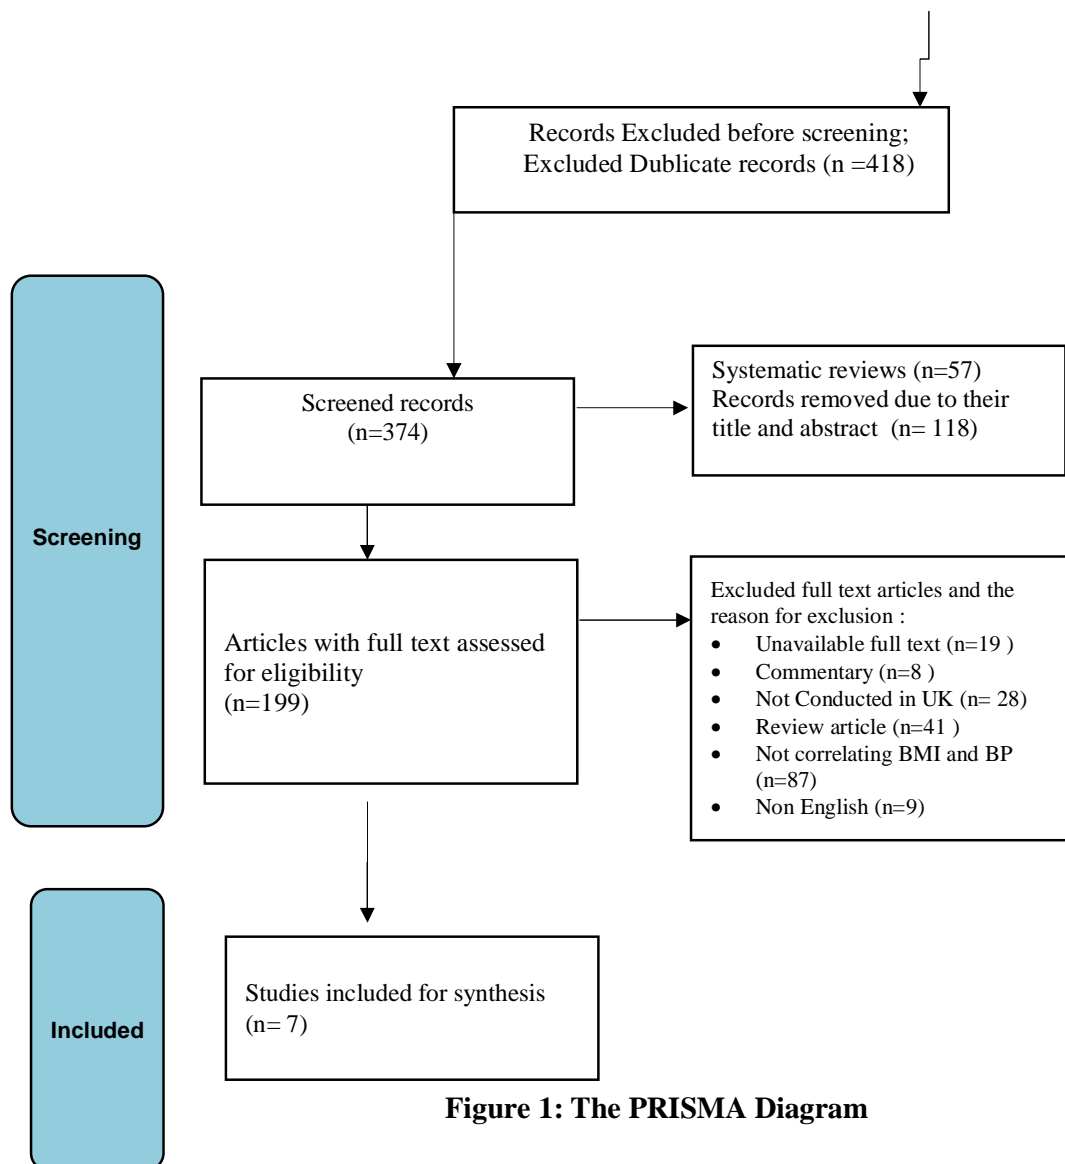 Records Excluded before screening;
Excluded Dublicate records (n =418)
Screening
Screened records
(n=374)
Systematic reviews (n=57)
Records removed due to their
title and abstract (n= 118)
Articles with full text assessed
for eligibility
(n=199)
Excluded full text articles and the
reason for exclusion :
• Unavailable full text (n=19 )
• Commentary (n=8 )
• Not Conducted in UK (n= 28)
• Review article (n=41 )
• Not correlating BMI and BP
(n=87)
• Non English (n=9)
Included
Studies included for synthesis
(n= 7)
Figure 1: The PRISMA Diagram